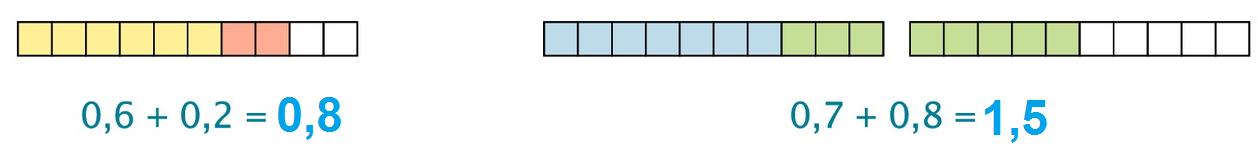 0,6 + 0,2 = 0,8
0,7 + 0,8 = 1,5